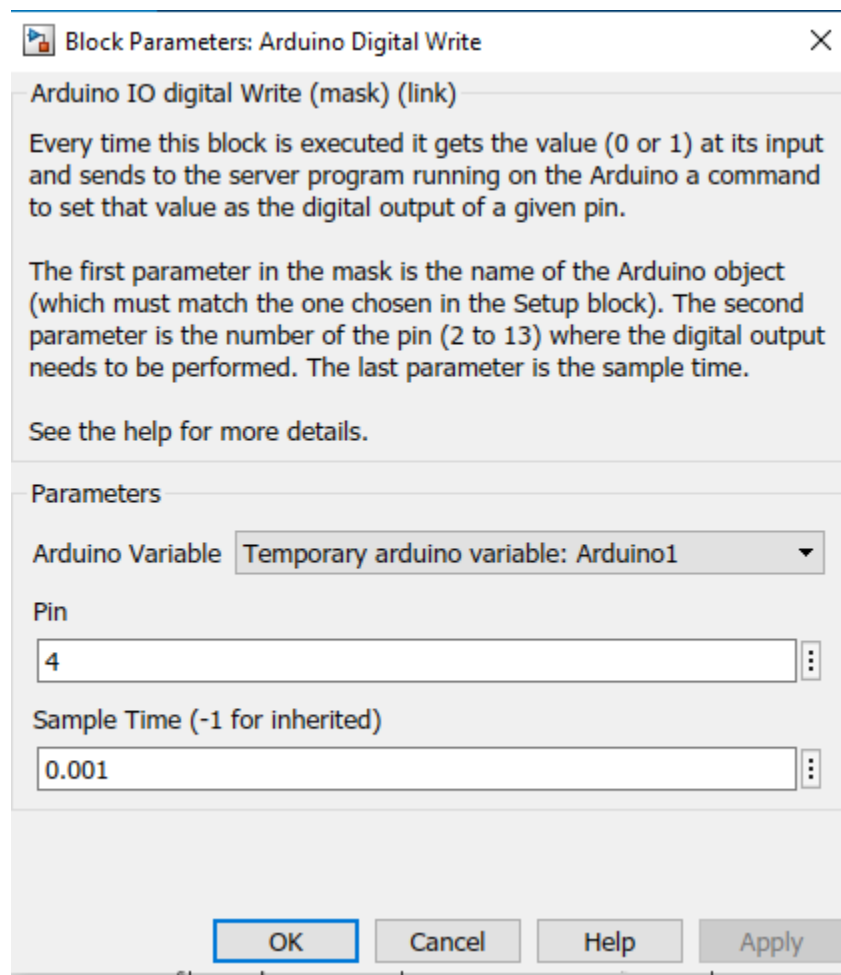 Block Parameters: Arduino Digital Write
Arduino IO digital Write (mask) (link)
Every time this block is executed it gets the value (0 or 1) at its input
and sends to the server program running on the Arduino a command
to set that value as the digital output of a given pin.
The first parameter in the mask is the name of the Arduino object
(which must match the one chosen in the Setup block). The second
parameter is the number of the pin (2 to 13) where the digital output
needs to be performed. The last parameter is the sample time.
See the help for more details.
Parameters
Arduino Variable Temporary arduino variable: Arduino1
Pin
4
Sample Time (-1 for inherited)
0.001
OK Cancel Help Apply